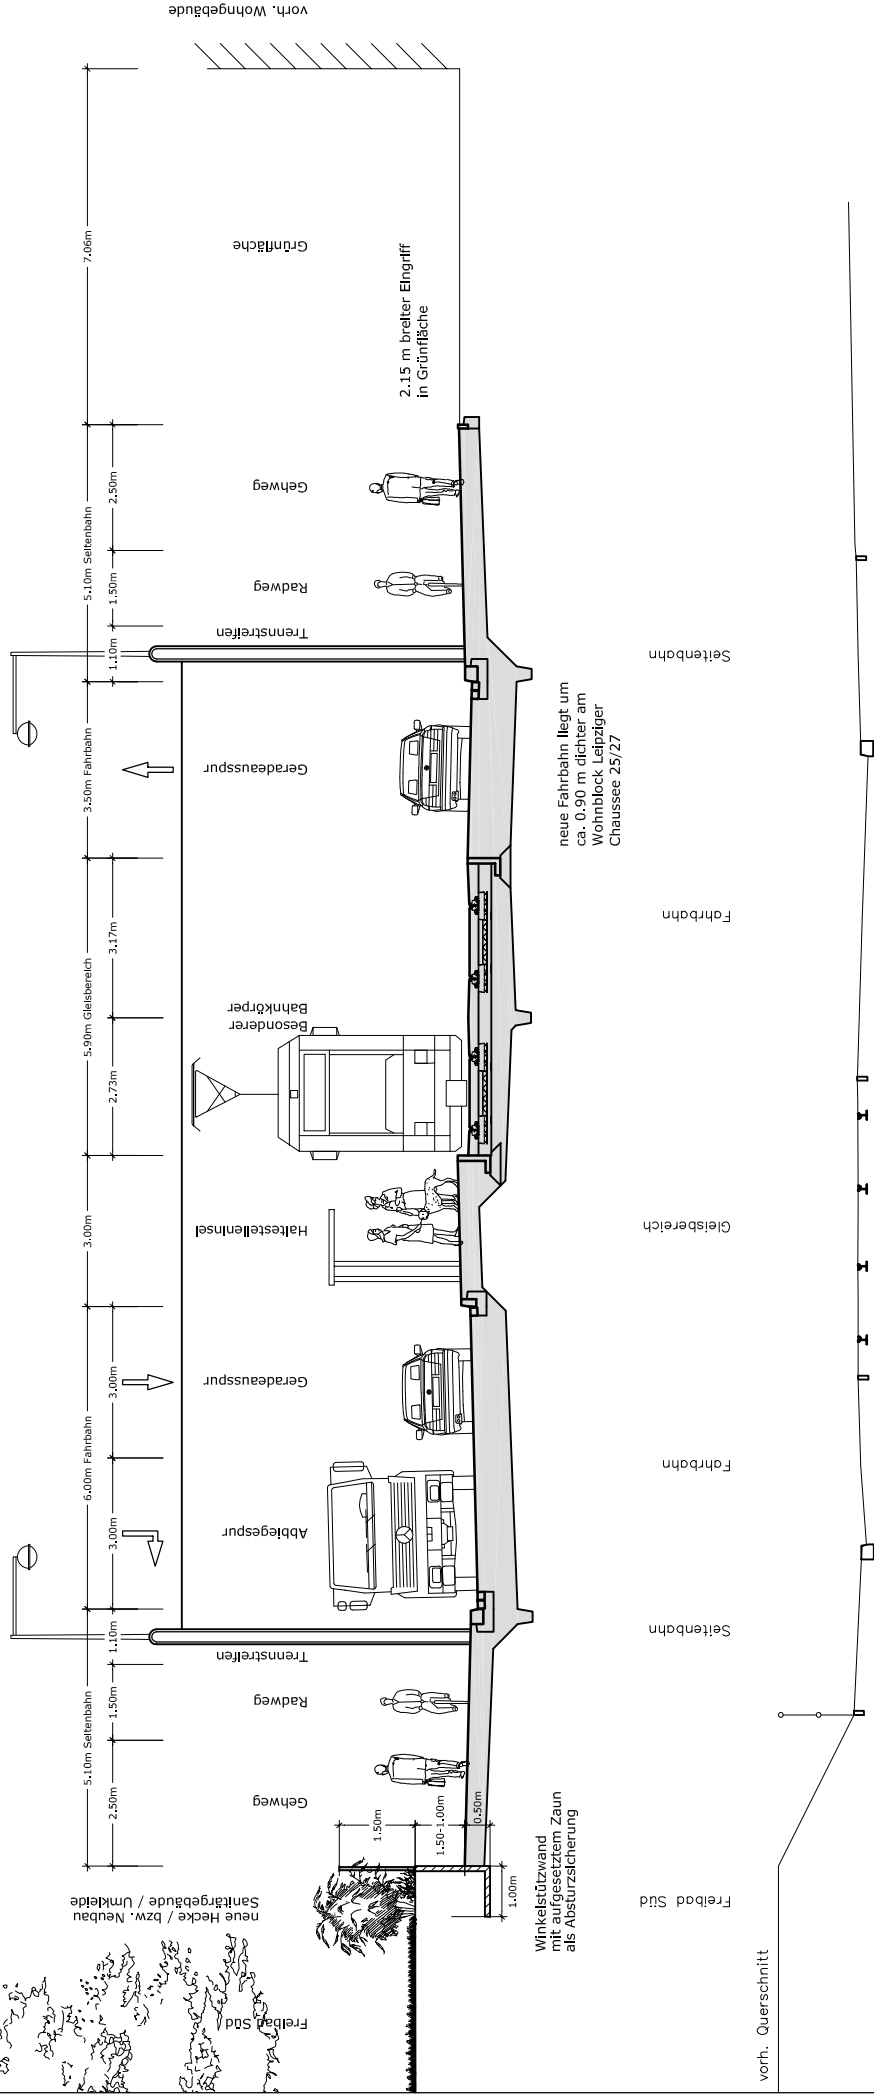 5.10m Seitenbahn
6.00m Fahrbahn
3.00m
5.90m Gleisbereich
3.50m Fahrbahn
5.10m Seitenbahn
7.06m
2.50m
1.50m
1.10m
3.00m
3.00m
2.73m
3.17m
1.10m
1.50m
2.50m
neue Hecke / bzw. Neubau
Sanitärgebäude / Umkleide
Freibad Süd
Gehweg
Radweg
Trennstreifen
Abbiegespur
Geradeausspur
Haltestelleninsel
Besonderer
Bahnkörper
Geradeausspur
Trennstreifen
Radweg
Gehweg
Grünfläche
vorh. Wohngebäude
1.50m
1.50-1.00m
0.50m
1.00m
2.15 m breiter Eingriff
in Grünfläche
Winkelstützwand
mit aufgesetztem Zaun
als Absturzsicherung
neue Fahrbahn liegt um
ca. 0.90 m dichter am
Wohnblock Leipziger
Chaussee 25/27
Freibad Süd
Seitenbahn
Fahrbahn
Gleisbereich
Fahrbahn
Seitenbahn
vorh. Querschnitt